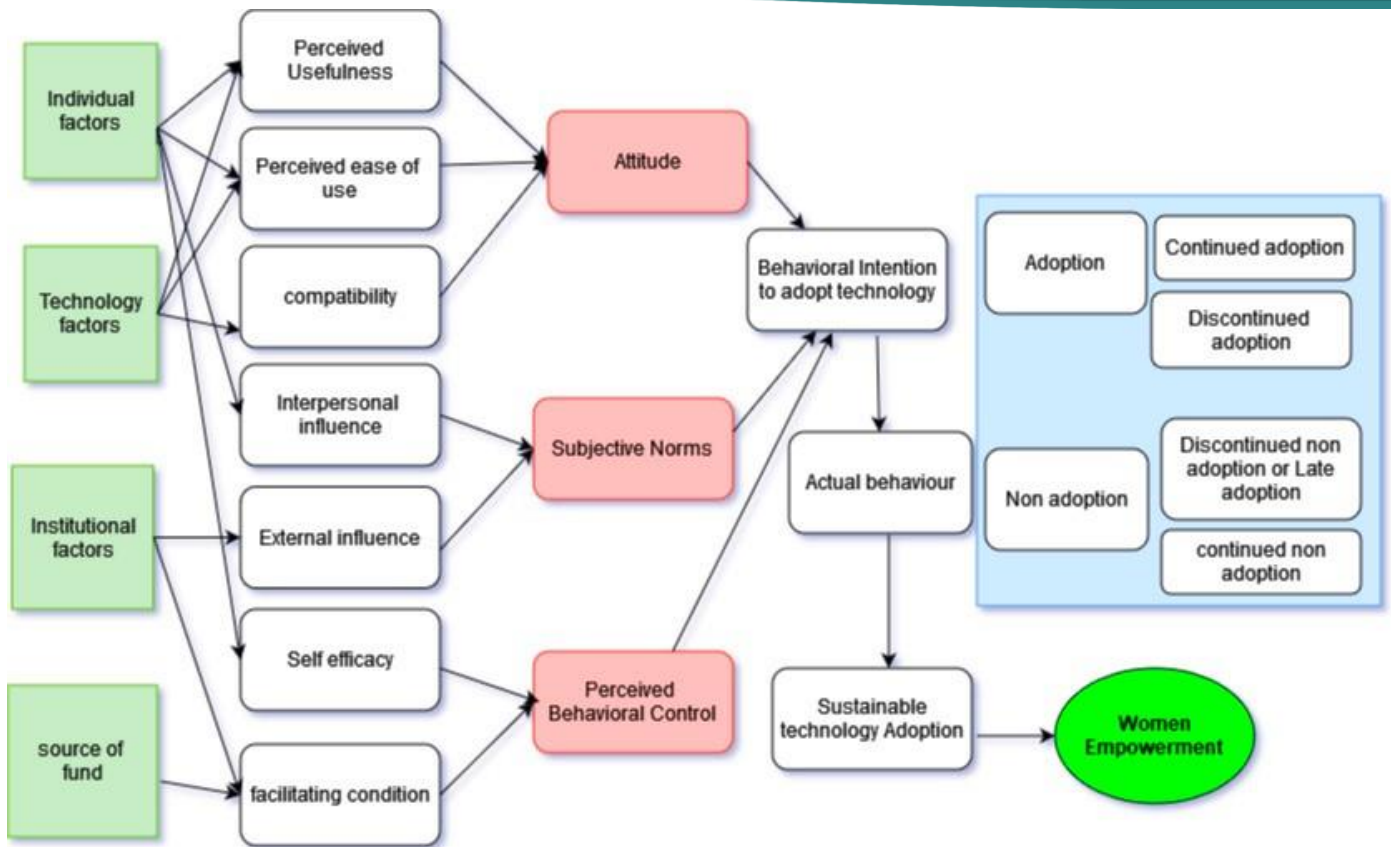 Individual
factors
Technology
factors
Institutional
factors
source of
fund
Perceived
Usefulness
Perceived ease of
use
compatibility
Interpersonal
influence
External influence
Self efficacy
facilitating condition
Attitude
Subjective Norms
Perceived
Behavioral Control
Behavioral Intention
to adopt technology
Actual behaviour
Sustainable
technology Adoption
Adoption
Continued adoption
Discontinued
adoption
Non adoption
Discontinued non
adoption or Late
adoption
continued non
adoption
Women
Empowerment